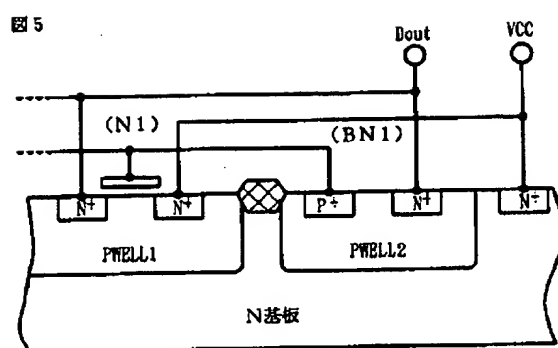 図5
Dout
VCC
(N1)
(BN1)
N+
N+
P+
N+
N+
PWELL1
PWELL2
N基板